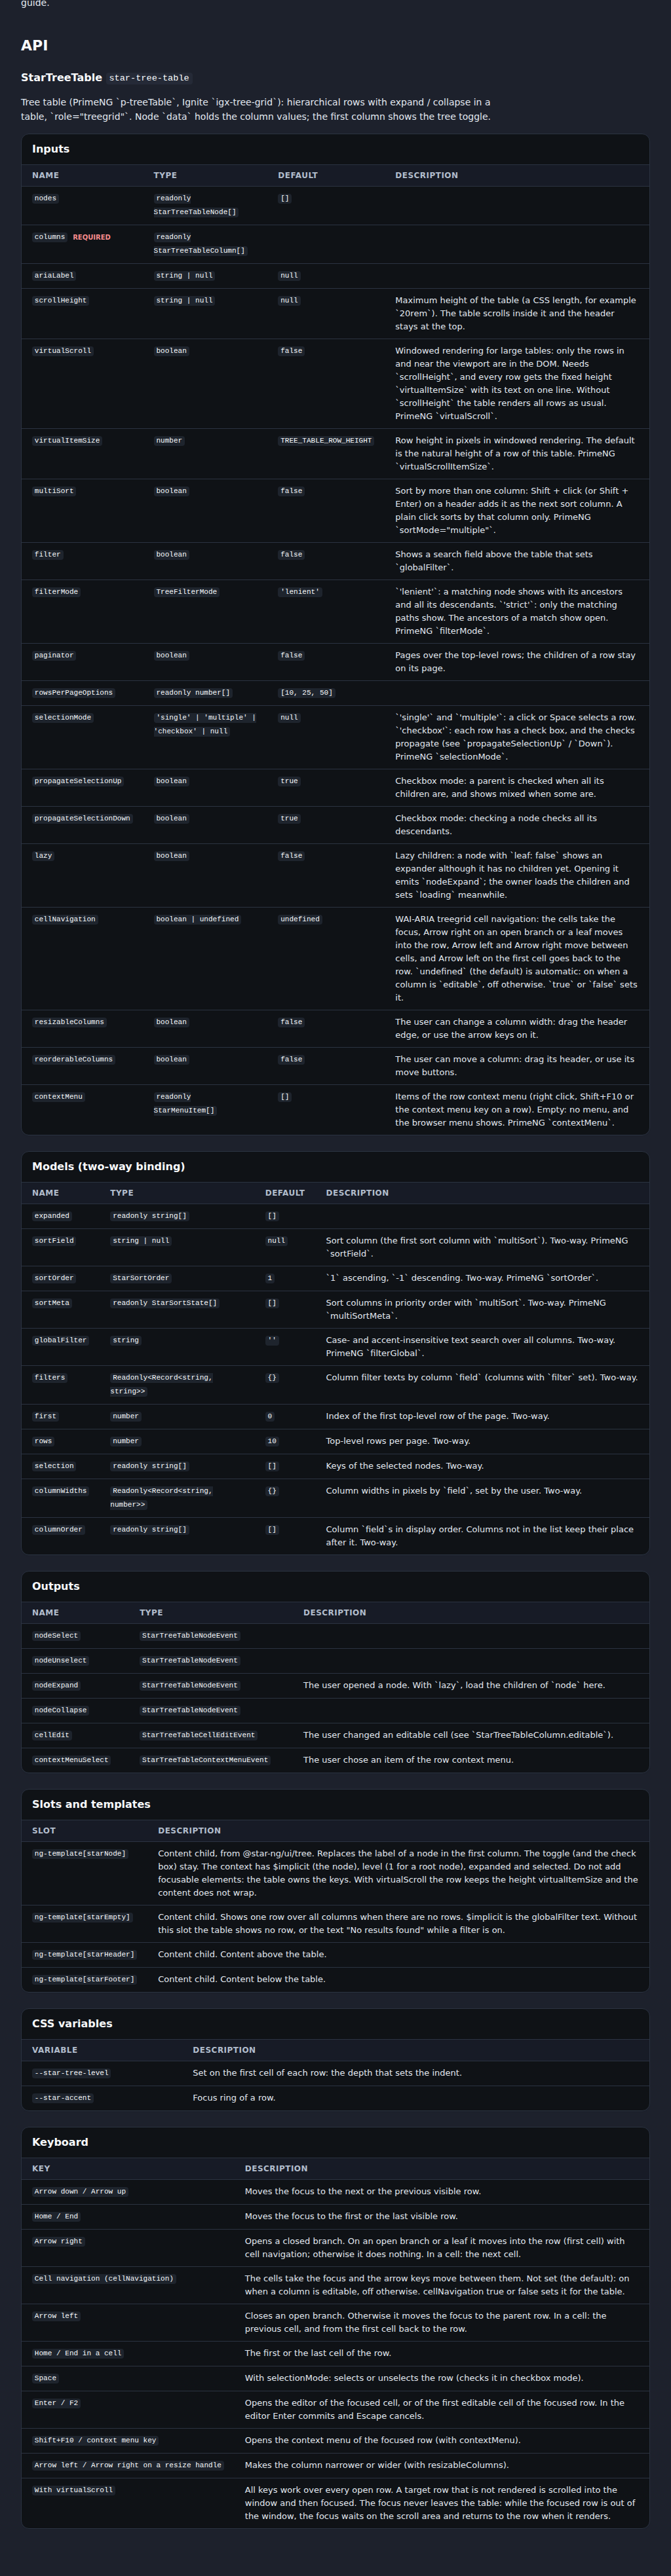 guide.
API
StarTreeTable star-tree-table
Tree table (PrimeNG `p-treeTable`, Ignite `igx-tree-grid`): hierarchical rows with expand / collapse in a
table, `role="treegrid"`. Node `data` holds the column values; the first column shows the tree toggle.
Inputs
NAME TYPE DEFAULT DESCRIPTION
nodes readonly []
StarTreeTableNode[]
columns REQUIRED readonly
StarTreeTableColumn[]
ariaLabel string | null null
scrollHeight string | null null Maximum height of the table (a CSS length, for example
`20rem`). The table scrolls inside it and the header
stays at the top.
virtualScroll boolean false Windowed rendering for large tables: only the rows in
and near the viewport are in the DOM. Needs
`scrollHeight`, and every row gets the fixed height
`virtualItemSize` with its text on one line. Without
`scrollHeight` the table renders all rows as usual.
PrimeNG `virtualScroll`.
virtualItemSize number TREE_TABLE_ROW_HEIGHT Row height in pixels in windowed rendering. The default
is the natural height of a row of this table. PrimeNG
`virtualScrollItemSize`.
multiSort boolean false Sort by more than one column: Shift + click (or Shift +
Enter) on a header adds it as the next sort column. A
plain click sorts by that column only. PrimeNG
`sortMode="multiple"`.
filter boolean false Shows a search field above the table that sets
`globalFilter`.
filterMode TreeFilterMode 'lenient' `'lenient'`: a matching node shows with its ancestors
and all its descendants. `'strict'`: only the matching
paths show. The ancestors of a match show open.
PrimeNG `filterMode`.
paginator boolean false Pages over the top-level rows; the children of a row stay
on its page.
rowsPerPageOptions readonly number[] [10, 25, 50]
selectionMode 'single' | 'multiple' | null `'single'` and `'multiple'`: a click or Space selects a row.
'checkbox' | null `'checkbox'`: each row has a check box, and the checks
propagate (see `propagateSelectionUp` / `Down`).
PrimeNG `selectionMode`.
propagateSelectionUp boolean true Checkbox mode: a parent is checked when all its
children are, and shows mixed when some are.
propagateSelectionDown boolean true Checkbox mode: checking a node checks all its
descendants.
lazy boolean false Lazy children: a node with `leaf: false` shows an
expander although it has no children yet. Opening it
emits `nodeExpand`; the owner loads the children and
sets `loading` meanwhile.
cellNavigation boolean | undefined undefined WAI-ARIA treegrid cell navigation: the cells take the
focus, Arrow right on an open branch or a leaf moves
into the row, Arrow left and Arrow right move between
cells, and Arrow left on the first cell goes back to the
row. `undefined` (the default) is automatic: on when a
column is `editable`, off otherwise. `true` or `false` sets
it.
resizableColumns boolean false The user can change a column width: drag the header
edge, or use the arrow keys on it.
reorderableColumns boolean false The user can move a column: drag its header, or use its
move buttons.
contextMenu readonly [] Items of the row context menu (right click, Shift+F10 or
StarMenuItem[] the context menu key on a row). Empty: no menu, and
the browser menu shows. PrimeNG `contextMenu`.
Models (two-way binding)
NAME TYPE DEFAULT DESCRIPTION
expanded readonly string[] []
sortField string | null null Sort column (the first sort column with `multiSort`). Two-way. PrimeNG
`sortField`.
sortOrder StarSortOrder 1 `1` ascending, `-1` descending. Two-way. PrimeNG `sortOrder`.
sortMeta readonly StarSortState[] [] Sort columns in priority order with `multiSort`. Two-way. PrimeNG
`multiSortMeta`.
globalFilter string '' Case- and accent-insensitive text search over all columns. Two-way.
PrimeNG `filterGlobal`.
filters Readonly<Record<string, {} Column filter texts by column `field` (columns with `filter` set). Two-way.
string>>
first number 0 Index of the first top-level row of the page. Two-way.
rows number 10 Top-level rows per page. Two-way.
selection readonly string[] [] Keys of the selected nodes. Two-way.
columnWidths Readonly<Record<string, {} Column widths in pixels by `field`, set by the user. Two-way.
number>>
columnOrder readonly string[] [] Column `field`s in display order. Columns not in the list keep their place
after it. Two-way.
Outputs
NAME TYPE DESCRIPTION
nodeSelect StarTreeTableNodeEvent
nodeUnselect StarTreeTableNodeEvent
nodeExpand StarTreeTableNodeEvent The user opened a node. With `lazy`, load the children of `node` here.
nodeCollapse StarTreeTableNodeEvent
cellEdit StarTreeTableCellEditEvent The user changed an editable cell (see `StarTreeTableColumn.editable`).
contextMenuSelect StarTreeTableContextMenuEvent The user chose an item of the row context menu.
Slots and templates
SLOT DESCRIPTION
ng-template[starNode] Content child, from @star-ng/ui/tree. Replaces the label of a node in the first column. The toggle (and the check
box) stay. The context has $implicit (the node), level (1 for a root node), expanded and selected. Do not add
focusable elements: the table owns the keys. With virtualScroll the row keeps the height virtualItemSize and the
content does not wrap.
ng-template[starEmpty] Content child. Shows one row over all columns when there are no rows. $implicit is the globalFilter text. Without
this slot the table shows no row, or the text "No results found" while a filter is on.
ng-template[starHeader] Content child. Content above the table.
ng-template[starFooter] Content child. Content below the table.
CSS variables
VARIABLE DESCRIPTION
--star-tree-level Set on the first cell of each row: the depth that sets the indent.
--star-accent Focus ring of a row.
Keyboard
KEY DESCRIPTION
Arrow down / Arrow up Moves the focus to the next or the previous visible row.
Home / End Moves the focus to the first or the last visible row.
Arrow right Opens a closed branch. On an open branch or a leaf it moves into the row (first cell) with
cell navigation; otherwise it does nothing. In a cell: the next cell.
Cell navigation (cellNavigation) The cells take the focus and the arrow keys move between them. Not set (the default): on
when a column is editable, off otherwise. cellNavigation true or false sets it for the table.
Arrow left Closes an open branch. Otherwise it moves the focus to the parent row. In a cell: the
previous cell, and from the first cell back to the row.
Home / End in a cell The first or the last cell of the row.
Space With selectionMode: selects or unselects the row (checks it in checkbox mode).
Enter / F2 Opens the editor of the focused cell, or of the first editable cell of the focused row. In the
editor Enter commits and Escape cancels.
Shift+F10 / context menu key Opens the context menu of the focused row (with contextMenu).
Arrow left / Arrow right on a resize handle Makes the column narrower or wider (with resizableColumns).
With virtualScroll All keys work over every open row. A target row that is not rendered is scrolled into the
window and then focused. The focus never leaves the table: while the focused row is out of
the window, the focus waits on the scroll area and returns to the row when it renders.